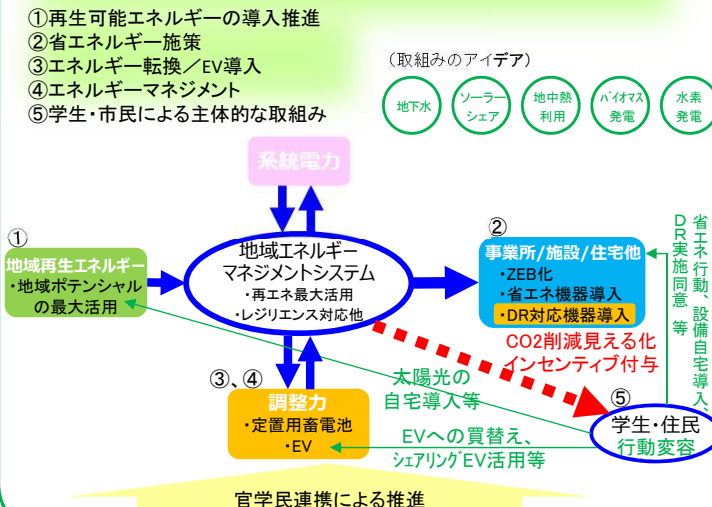 ①再生可能エネルギーの導入推進
②省エネルギー施策
③エネルギー転換／EV導入
④エネルギーマネジメント
⑤学生・市民による主体的な取組み
（取組みのアイデア）
地下水
ソーラー
シェア
地中熱
利用
バイオマス
発電
水素
発電
系統電力
①
地域再生エネルギー
・地域ポテンシャル
の最大活用
地域エネルギー
マネジメントシステム
・再エネ最大活用
・レジリエンス対応他
②
事業所/施設/住宅他
・ZEB化
・省エネ機器導入
・DR対応機器導入
省エネ行動、設備自宅導入、
DR実施同意 等
CO2削減見える化
インセンティブ付与
太陽光の
自宅導入等
③、④
調整力
・定置用畜電池
・EV
EVへの買替え、
シェアリングEV活用等
⑤
学生・住民
行動変容
官学民連携による推進